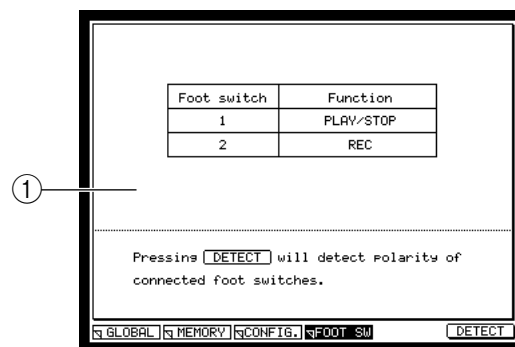 Foot switch Function
1 PLAY/STOP
2 REC
1
Pressing DETECT will detect polarity of
connected foot switches.
GLOBAL MEMORY CONFIG. FOOT SW DETECT